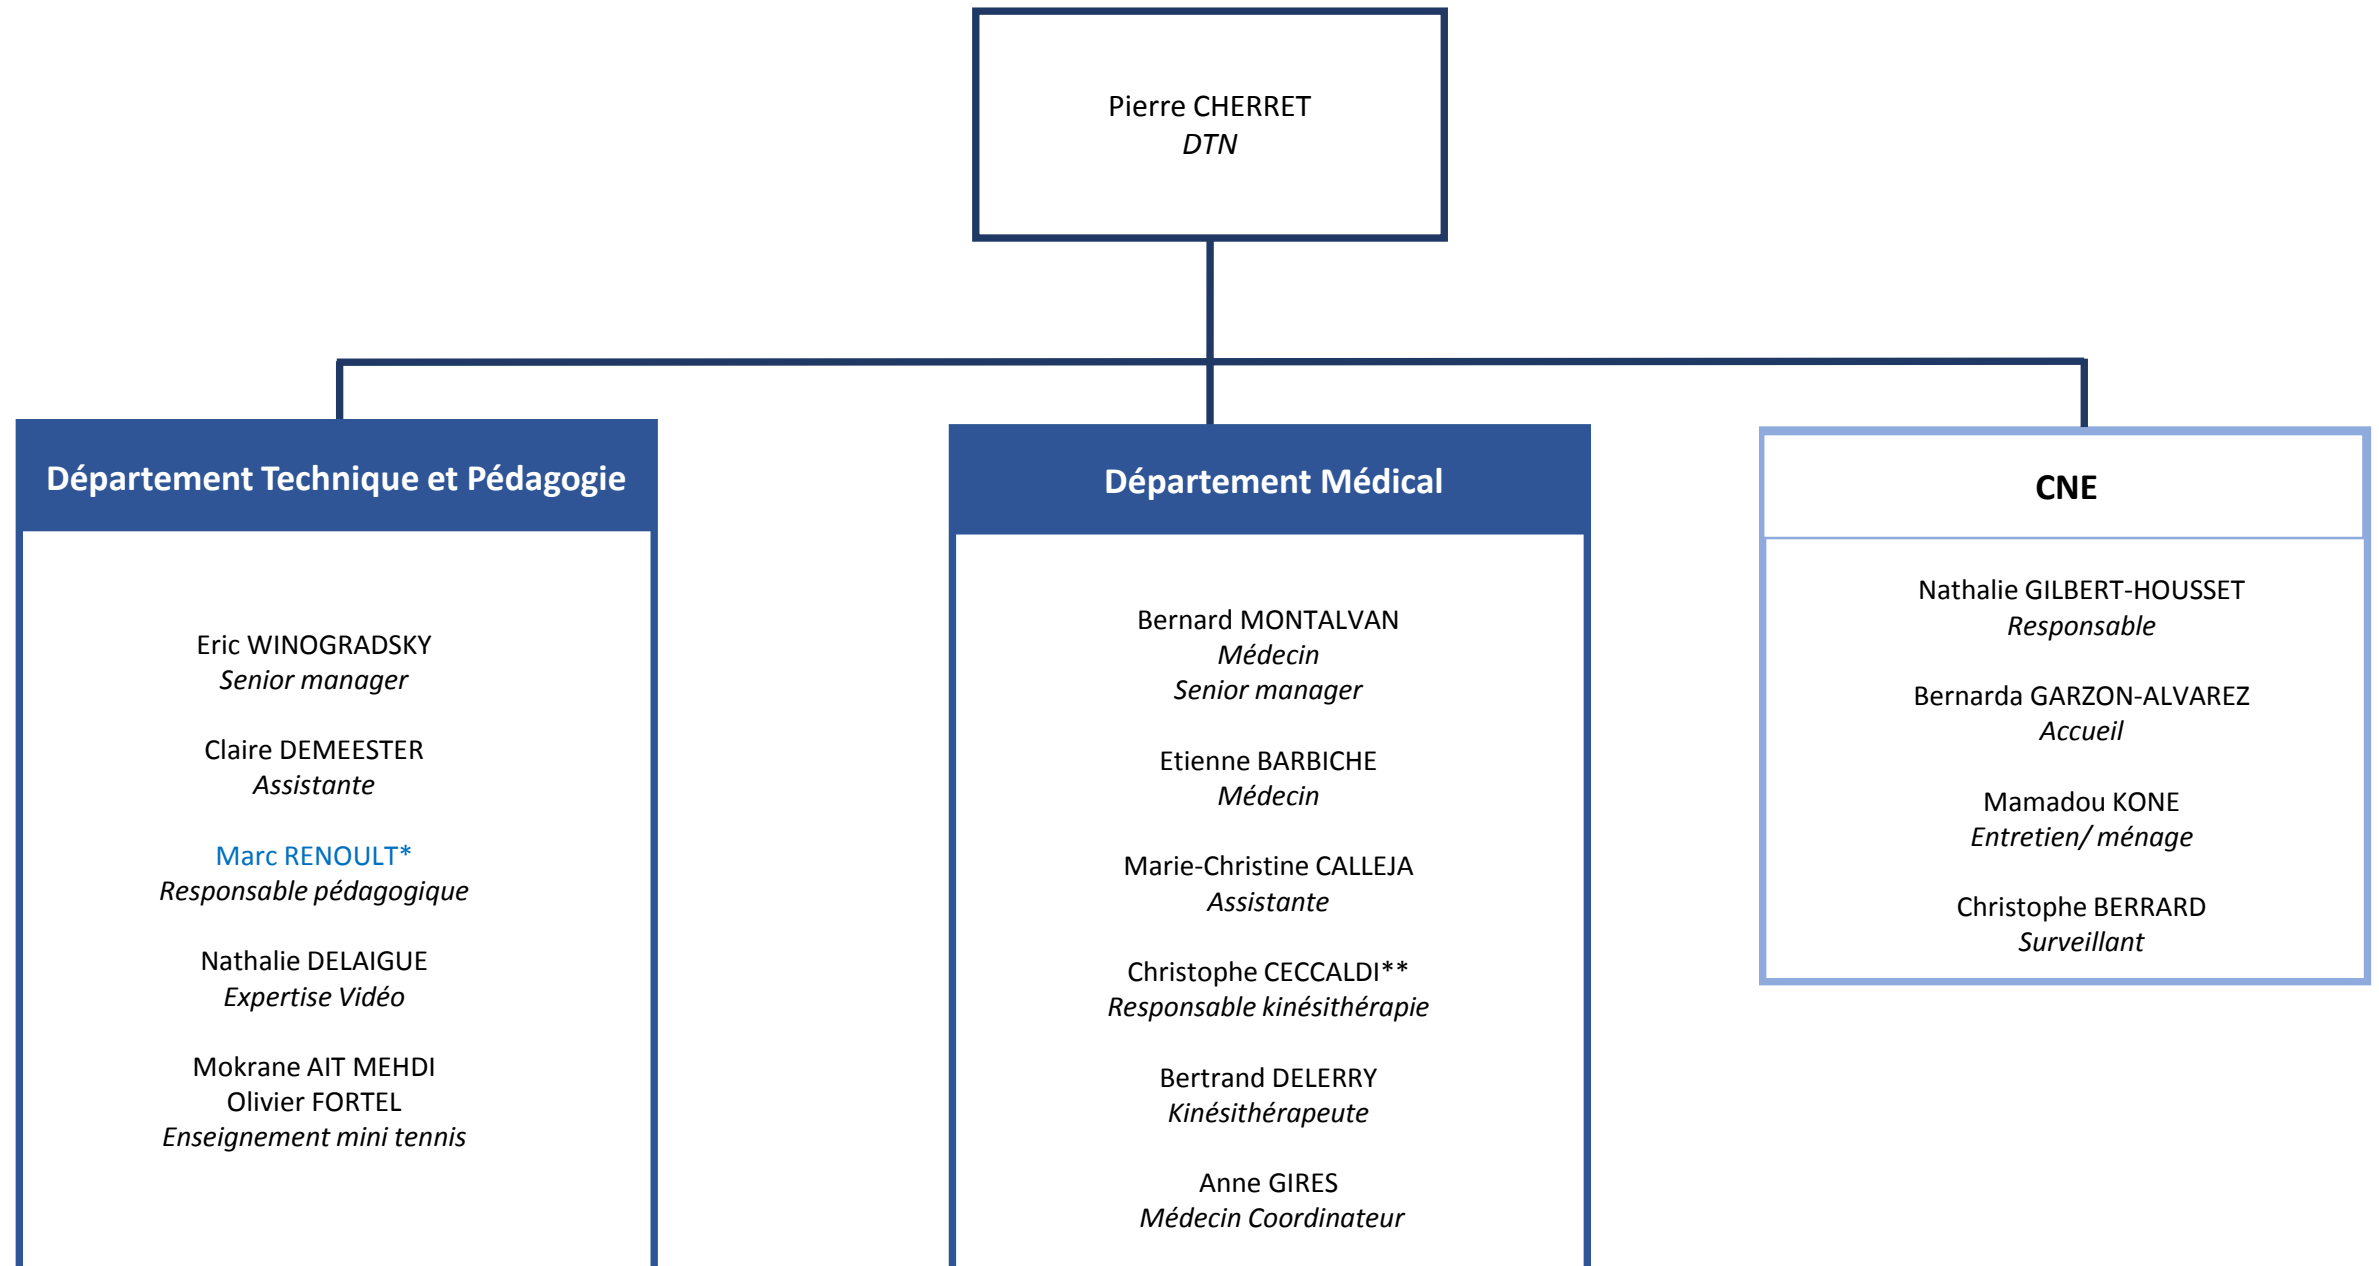 Pierre CHERRET
DTN
Département Technique et Pédagogie
Eric WINOGRADSKY
Senior manager
Claire DEMEESTER
Assistante
Marc RENOULT*
Responsable pédagogique
Nathalie DELAIGUE
Expertise Vidéo
Mokrane AIT MEHDI
Olivier FORTEL
Enseignement mini tennis
Département Médical
Bernard MONTALVAN
Médecin
Senior manager
Etienne BARBICHE
Médecin
Marie-Christine CALLEJA
Assistante
Christophe CECCALDI**
Responsable kinésithérapie
Bertrand DELERRY
Kinésithérapeute
Anne GIRES
Médecin Coordinateur
CNE
Nathalie GILBERT-HOUSSET
Responsable
Bernarda GARZON-ALVAREZ
Accueil
Mamadou KONE
Entretien/ ménage
Christophe BERRARD
Surveillant